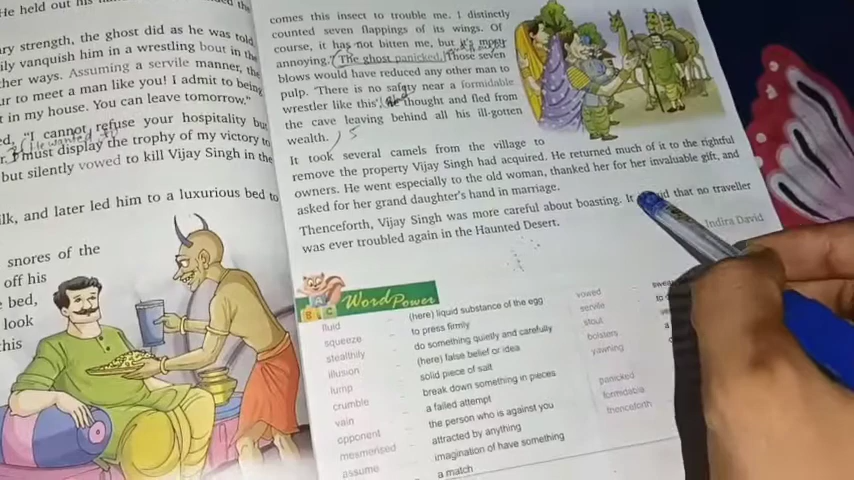 He held out his hand
ary strength, the ghost did as he was told.
ily vanquish him in a wrestling bout in the
her ways. Assuming a servile manner, the
ur to meet a man like you! I admit to being
t in my house. You can leave tomorrow."
ed, "I cannot refuse your hospitality but
I must display the trophy of my victory to
but silently vowed to kill Vijay Singh in the
ilk, and later led him to a luxurious bed to
snores of the
off his
e bed,
look
his
comes this insect to trouble me. I distinctly
counted seven flappings of its wings. Of
course, it has not bitten me, but it's most
annoying. The ghost panicked. Those seven
blows would have reduced any other man to
pulp. 'There is no safety near a formidable
wrestler like this', he thought and fled from
the cave leaving behind all his ill-gotten
wealth.
It took several camels from the village to
remove the property Vijay Singh had acquired. He returned much of it to the rightful
owners. He went especially to the old woman, thanked her for her invaluable gift, and
asked for her grand daughter's hand in marriage.
Thenceforth, Vijay Singh was more careful about boasting. It that no traveller
was ever troubled again in the Haunted Desert.
Indira David
Word Power
fluid (here) liquid substance of the egg
squeeze to press firmly
stealthily do something quietly and carefully
illusion (here) false belief or idea
lump solid piece of salt
crumble break down something in pieces
vain a failed attempt
opponent the person who is against you
mesmerised attracted by anything
assume imagination of have something
a match
vowed
servile
stout
bolsters
yawning
panicked
formidable
thenceforth